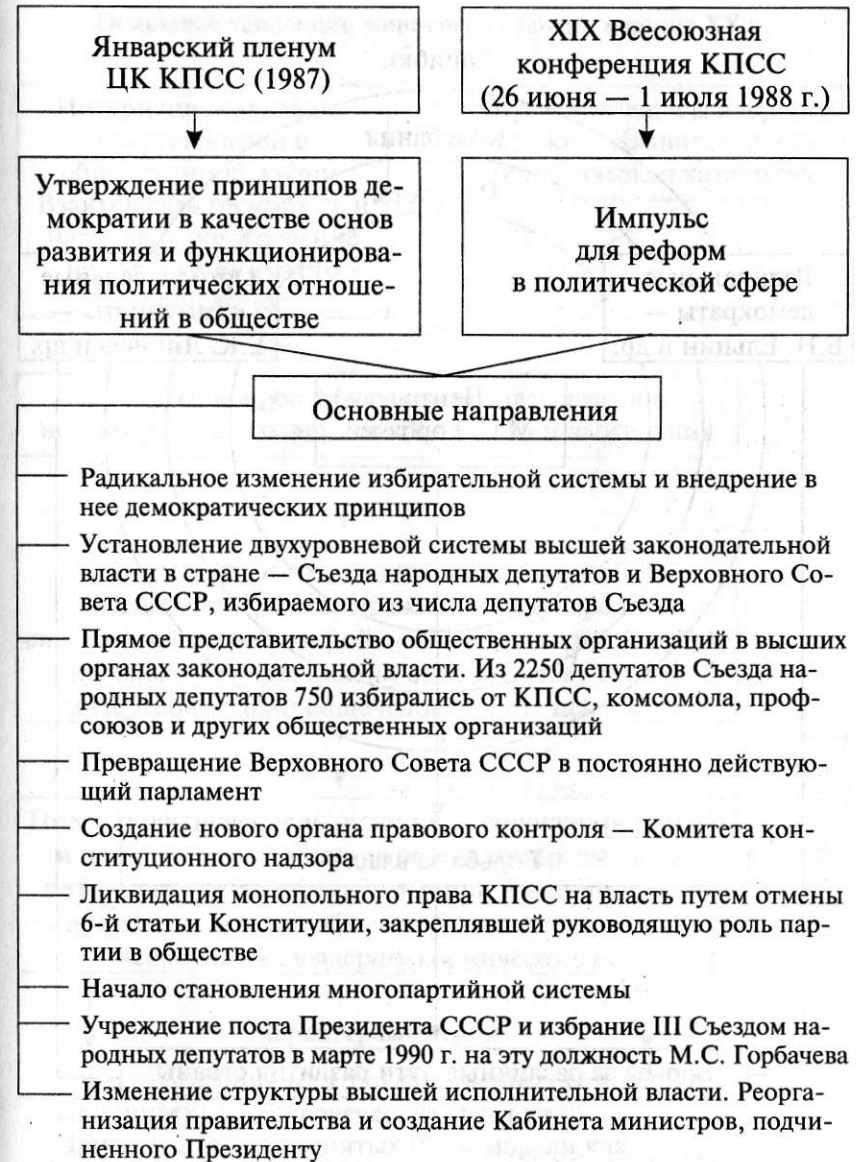 Январский пленум
ЦК КПСС (1987)
XIX Всесоюзная
конференция КПСС
(26 июня — 1 июля 1988 г.)
Утверждение принципов де-
мократии в качестве основ
развития и функционирова-
ния политических отноше-
ний в обществе
Импульс
для реформ
в политической сфере
Основные направления
Радикальное изменение избирательной системы и внедрение в
нее демократических принципов
Установление двухуровневой системы высшей законодательной
власти в стране — Съезда народных депутатов и Верховного Со-
вета СССР, избираемого из числа депутатов Съезда
Прямое представительство общественных организаций в высших
органах законодательной власти. Из 2250 депутатов Съезда на-
родных депутатов 750 избирались от КПСС, комсомола, проф-
союзов и других общественных организаций
Превращение Верховного Совета СССР в постоянно действую-
щий парламент
Создание нового органа правового контроля — Комитета кон-
ституционного надзора
Ликвидация монопольного права КПСС на власть путем отмены
6-й статьи Конституции, закреплявшей руководящую роль пар-
тии в обществе
Начало становления многопартийной системы
Учреждение поста Президента СССР и избрание III Съездом на-
родных депутатов в марте 1990 г. на эту должность М.С. Горбачева
Изменение структуры высшей исполнительной власти. Реорга-
низация правительства и создание Кабинета министров, подчи-
ненного Президенту